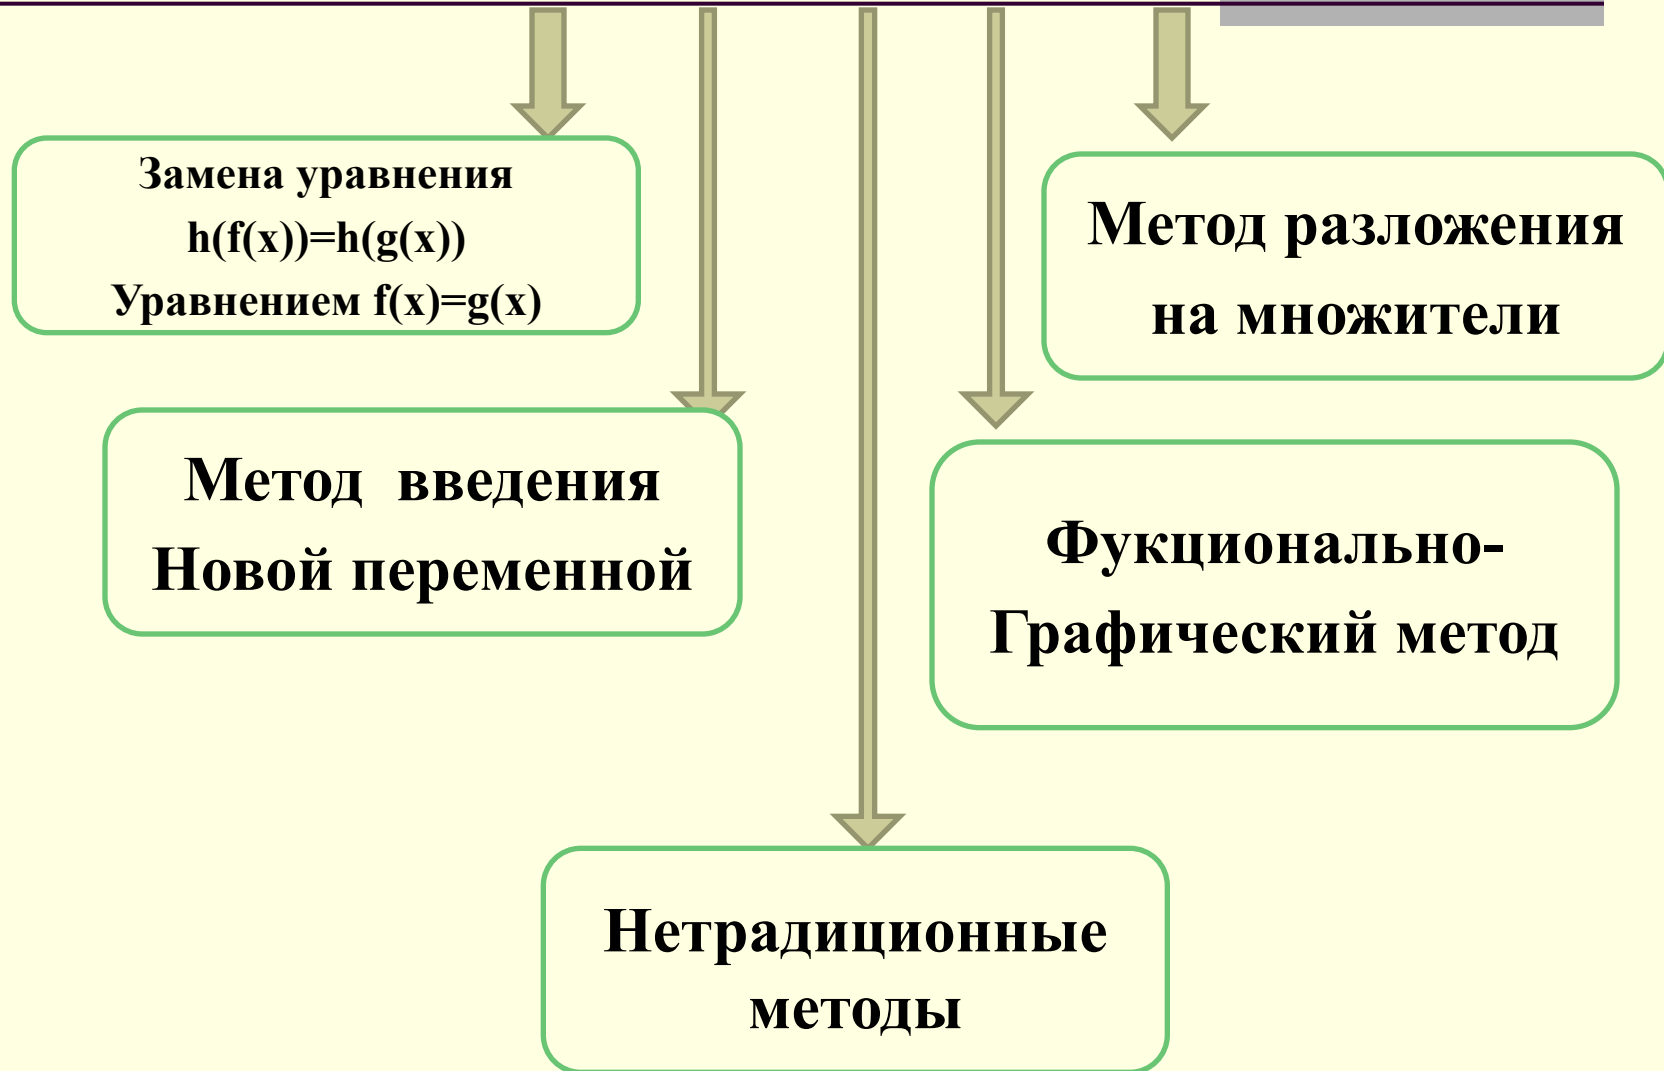 Замена уравнения
h(f(x))=h(g(x))
Уравнением f(x)=g(x)
Метод разложения
на множители
Метод введения
Новой переменной
Фукционально-
Графический метод
Нетрадиционные
методы